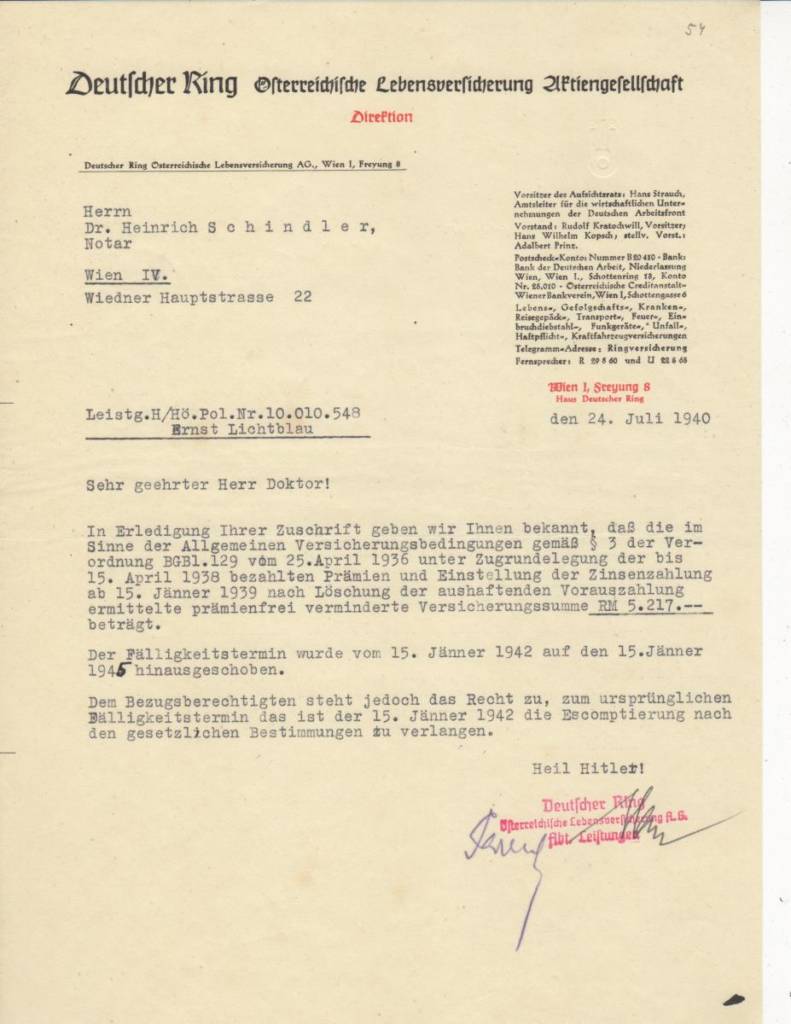 54
Deutscher Ring Österreichische Lebensversicherung Aktiengesellschaft
Direktion
Deutscher Ring Österreichische Lebensversicherung AG., Wien I, Freyung 8
Herrn
Dr. Heinrich S c h i n d l e r,
Notar
Wien IV.
Wiedner Hauptstrasse 22
Vorsitzer des Aufsichtsrats: Hans Strauch,
Amtsleiter für die wirtschaftlichen Unter-
nehmungen der Deutschen Arbeitsfront
Vorstand: Rudolf Kratochwill, Vorsitzer;
Hans Wilhelm Kopsch; stellv. Vorst.:
Adalbert Prinz.
Postscheck-Konto: Nummer B 20 410 - Bank:
Bank der Deutschen Arbeit, Niederlassung
Wien, Wien I., Schottenring 18, Konto
Nr. 28,010 - Österreichische Creditanstalt-
Wiener Bankverein, Wien I, Schottengasse 6
Lebens-, Gefolgschafts-, Kranken-,
Reisegepäck-, Transport-, Feuer-, Ein-
bruchdiebstahl-, Funkgeräte-, Unfall-,
Haftpflicht-, Kraftfahrzeugversicherungen
Telegramm-Adresse: Ringversicherung
Fernsprecher: R 29 5 60 und U 22 5 65
Wien I, Freyung 8
Haus Deutscher Ring
Leistg.H/Hö.Pol.Nr.10.010.548
Ernst Lichtblau
den 24. Juli 1940
Sehr geehrter Herr Doktor!
In Erledigung Ihrer Zuschrift geben wir Ihnen bekannt, daß die im
Sinne der Allgemeinen Versicherungsbedingungen gemäß § 3 der Ver-
ordnung BGBl.129 vom 25.April 1936 unter Zugrundelegung der bis
15. April 1938 bezahlten Prämien und Einstellung der Zinsenzahlung
ab 15. Jänner 1939 nach Löschung der aushaftenden Vorauszahlung
ermittelte prämienfrei verminderte Versicherungssumme RM 5.217.--
beträgt.
Der Fälligkeitstermin wurde vom 15. Jänner 1942 auf den 15.Jänner
1945 hinausgeschoben.
Dem Bezugsberechtigten steht jedoch das Recht zu, zum ursprünglichen
Fälligkeitstermin das ist der 15. Jänner 1942 die Escomptierung nach
den gesetzlichen Bestimmungen zu verlangen.
Heil Hitler!
Deutscher Ring
Österreichische Lebensversicherung A.G.
Abt. Leistungen